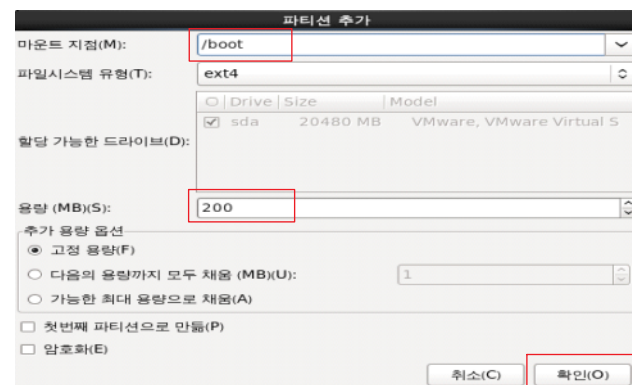 파티션 추가
마운트 지점(M): /boot
파일시스템 유형(T): ext4
O Drive Size Model
sda 20480 MB VMware, VMware Virtual S
할당 가능한 드라이브(D):
용량 (MB)(S): 200
추가 용량 옵션
고정 용량(F)
다음의 용량까지 모두 채움 (MB)(U): 1
가능한 최대 용량으로 채움(A)
첫번째 파티션으로 만듦(P)
암호화(E)
취소(C) 확인(O)